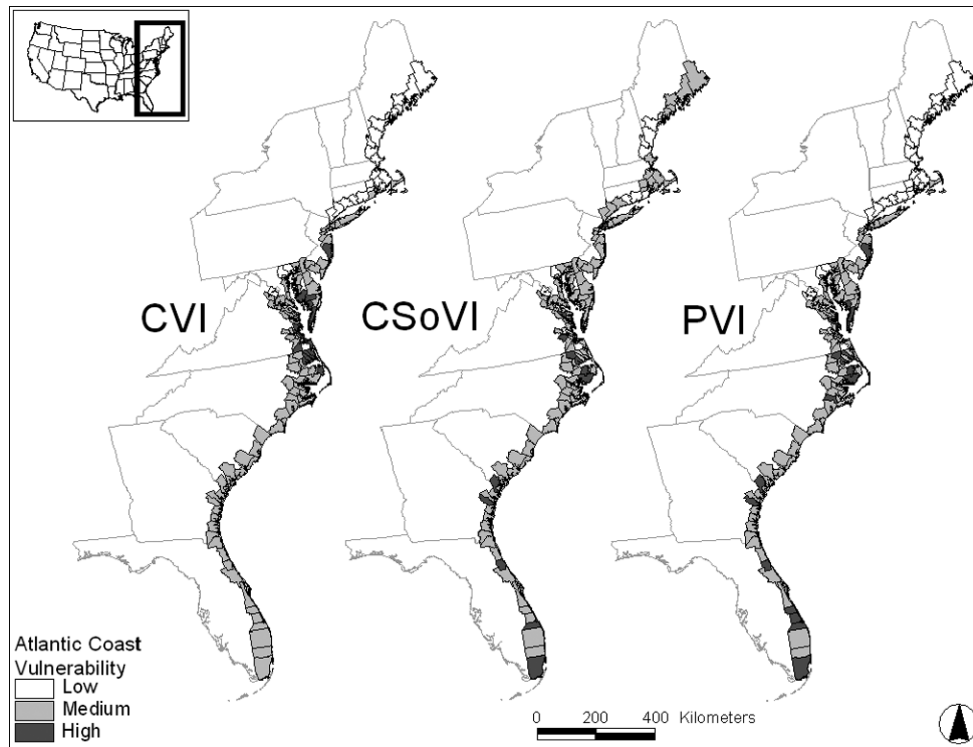 CVI
CSoVI
PVI
Atlantic Coast
Vulnerability
Low
Medium
High
0 200 400 Kilometers